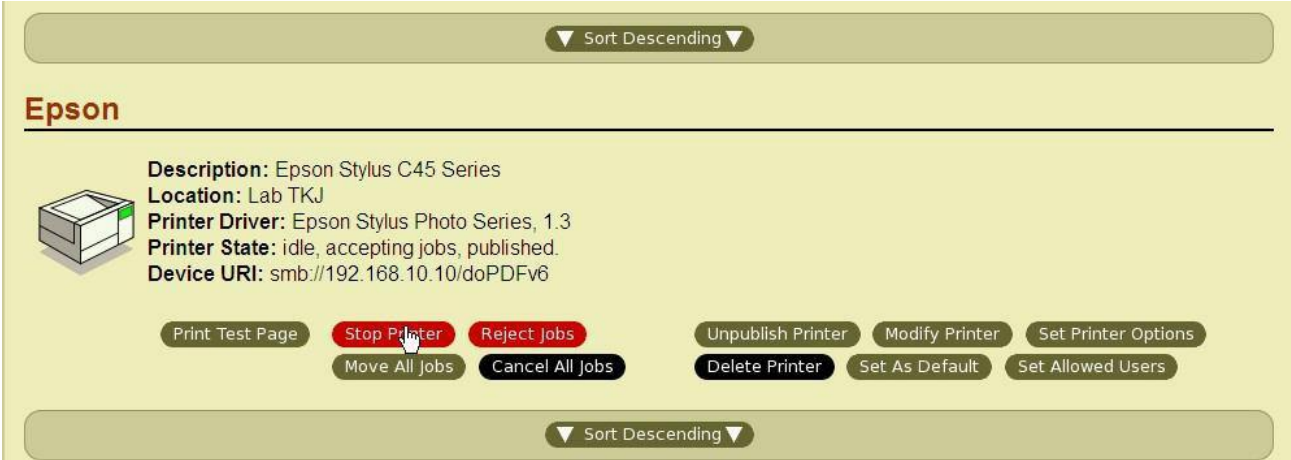 Sort Descending
Epson
Description: Epson Stylus C45 Series
Location: Lab TKJ
Printer Driver: Epson Stylus Photo Series, 1.3
Printer State: idle, accepting jobs, published.
Device URI: smb://192.168.10.10/doPDFv6
Print Test Page Stop Printer Reject Jobs Unpublish Printer Modify Printer Set Printer Options
Move All Jobs Cancel All Jobs Delete Printer Set As Default Set Allowed Users
Sort Descending